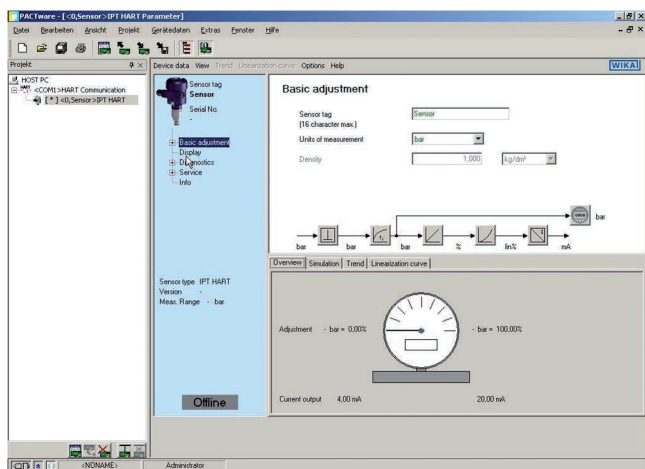 PACTware - [<0,Sensor>IPT HART Parameter]
Datei Bearbeiten Ansicht Projekt Gerätedaten Extras Fenster Hilfe
Projekt
HOST PC
<COM1>HART Communication
[ * ] <0,Sensor>IPT HART
Device data View Trend Linearization curve Options Help
WIKA
Sensor tag
Sensor
Serial No.
-
Basic adjustment
Display
Diagnostics
Service
Info
Sensor type IPT HART
Version -
Meas. Range - bar
Offline
Basic adjustment
Sensor tag
(16 character max.)
Sensor
Units of measurement
bar
Density
1,000
kg/dm³
bar
bar bar bar % lin% mA
Overview Simulation Trend Linearization curve
Adjustment - bar = 0,00% - bar = 100,00%
Current output 4,00 mA 20,00 mA
<NONAME> Administrator